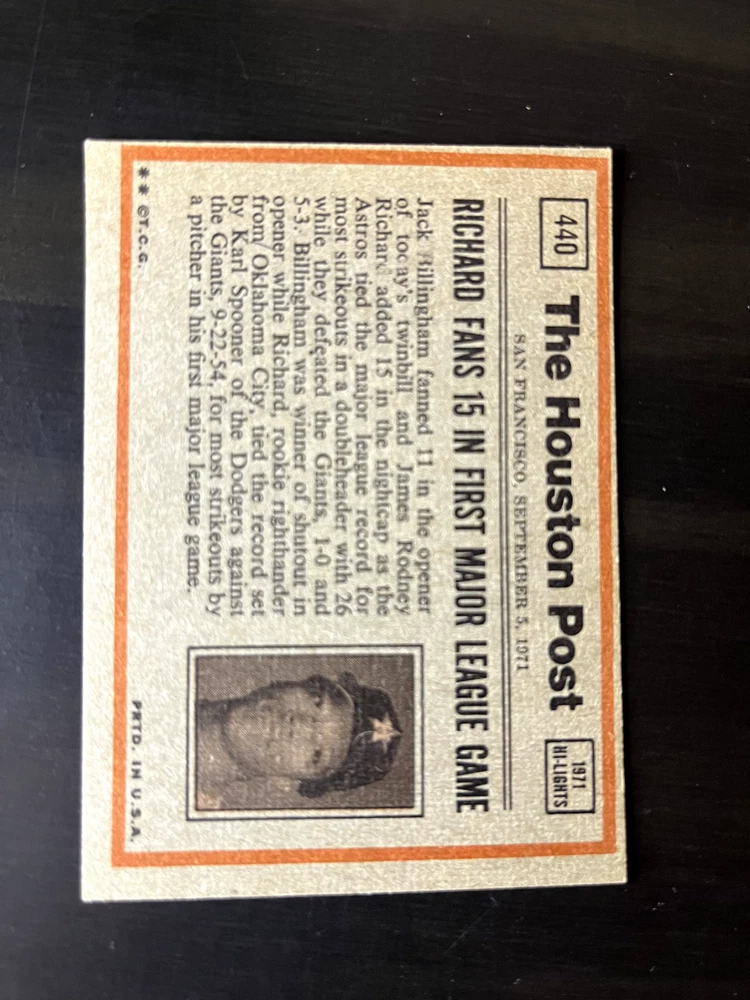 440
The Houston Post
1971
HI-LIGHTS
SAN FRANCISCO, SEPTEMBER 5, 1971
RICHARD FANS 15 IN FIRST MAJOR LEAGUE GAME
Jack Billingham fanned 11 in the opener
of today's twinbill and James Rodney
Richard added 15 in the nightcap as the
Astros tied the major league record for
most strikeouts in a doubleheader with 26
while they defeated the Giants, 1-0 and
5-3. Billingham was winner of shutout in
opener while Richard, rookie righthander
from Oklahoma City, tied the record set
by Karl Spooner of the Dodgers against
the Giants, 9-22-54, for most strikeouts by
a pitcher in his first major league game.
** ©T.C.G.
PRTD. IN U.S.A.